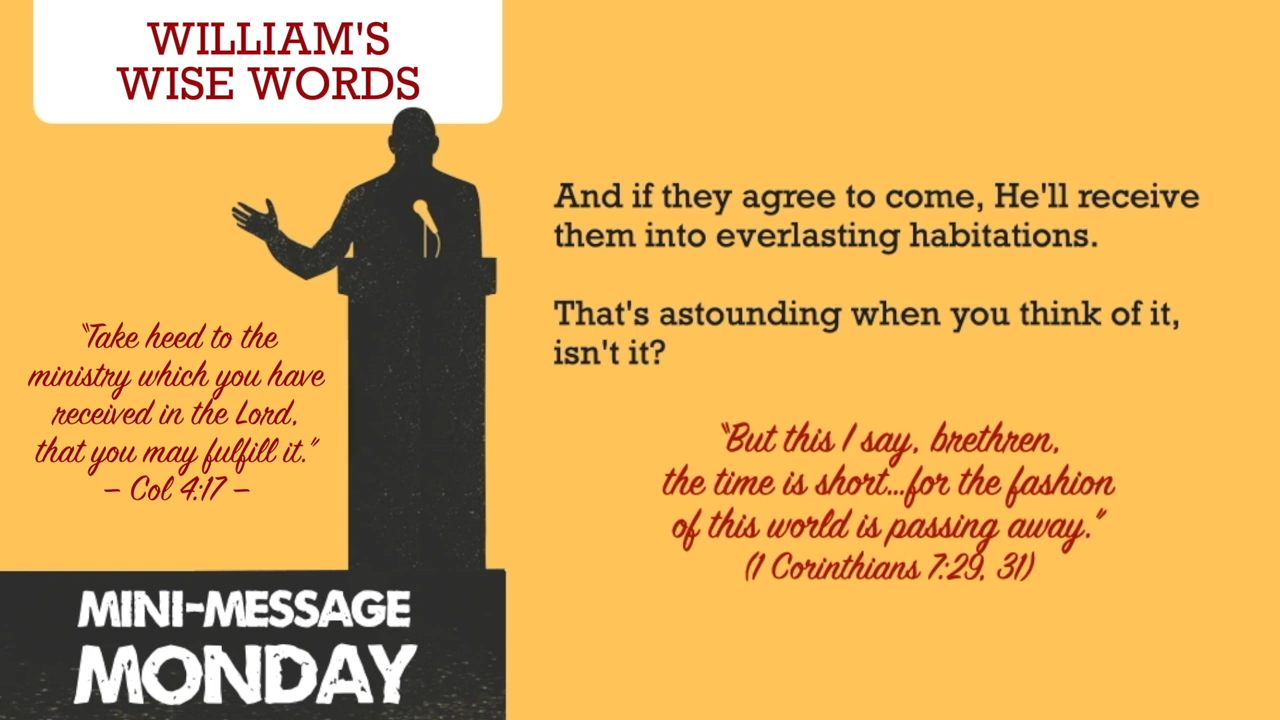 WILLIAM'S
WISE WORDS
And if they agree to come, He'll receive
them into everlasting habitations.
That's astounding when you think of it,
isn't it?
"But this I say, brethren,
the time is short...for the fashion
of this world is passing away."
(1 Corinthians 7:29, 31)
"Take heed to the
ministry which you have
received in the Lord,
that you may fulfill it."
– Col 4:17 –
MINI-MESSAGE
MONDAY